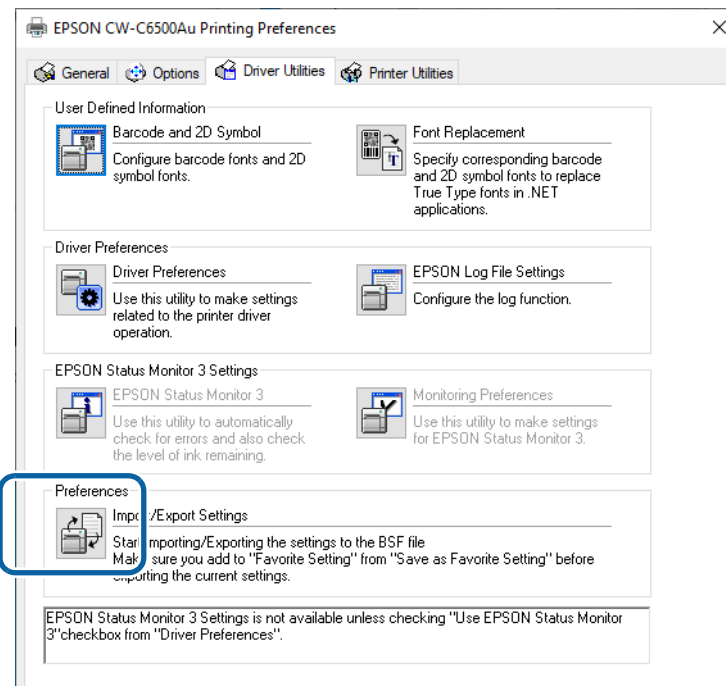 EPSON CW-C6500Au Printing Preferences
General Options Driver Utilities Printer Utilities
User Defined Information
Barcode and 2D Symbol
Configure barcode fonts and 2D
symbol fonts.
Font Replacement
Specify corresponding barcode
and 2D symbol fonts to replace
True Type fonts in .NET
applications.
Driver Preferences
Driver Preferences
Use this utility to make settings
related to the printer driver
operation.
EPSON Log File Settings
Configure the log function.
EPSON Status Monitor 3 Settings
EPSON Status Monitor 3
Use this utility to automatically
check for errors and also check
the level of ink remaining.
Monitoring Preferences
Use this utility to make settings
for EPSON Status Monitor 3.
Preferences
Import/Export Settings
Start Importing/Exporting the settings to the BSF file
Make sure you add to "Favorite Setting" from "Save as Favorite Setting" before
exporting the current settings.
EPSON Status Monitor 3 Settings is not available unless checking "Use EPSON Status Monitor
3"checkbox from "Driver Preferences".